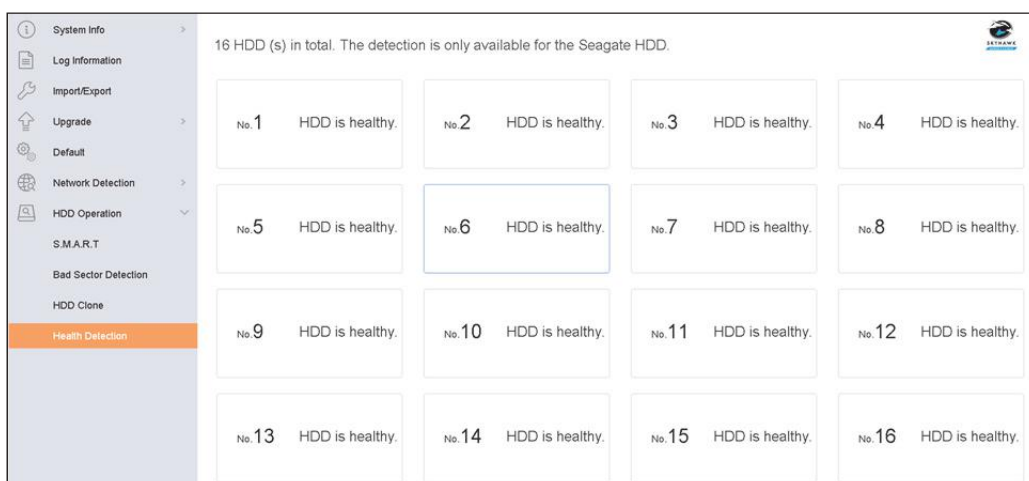 System Info
Log Information
Import/Export
Upgrade
Default
Network Detection
HDD Operation
S.M.A.R.T
Bad Sector Detection
HDD Clone
Health Detection
16 HDD (s) in total. The detection is only available for the Seagate HDD.
SKYHAWK
No.1 HDD is healthy.
No.2 HDD is healthy.
No.3 HDD is healthy.
No.4 HDD is healthy.
No.5 HDD is healthy.
No.6 HDD is healthy.
No.7 HDD is healthy.
No.8 HDD is healthy.
No.9 HDD is healthy.
No.10 HDD is healthy.
No.11 HDD is healthy.
No.12 HDD is healthy.
No.13 HDD is healthy.
No.14 HDD is healthy.
No.15 HDD is healthy.
No.16 HDD is healthy.